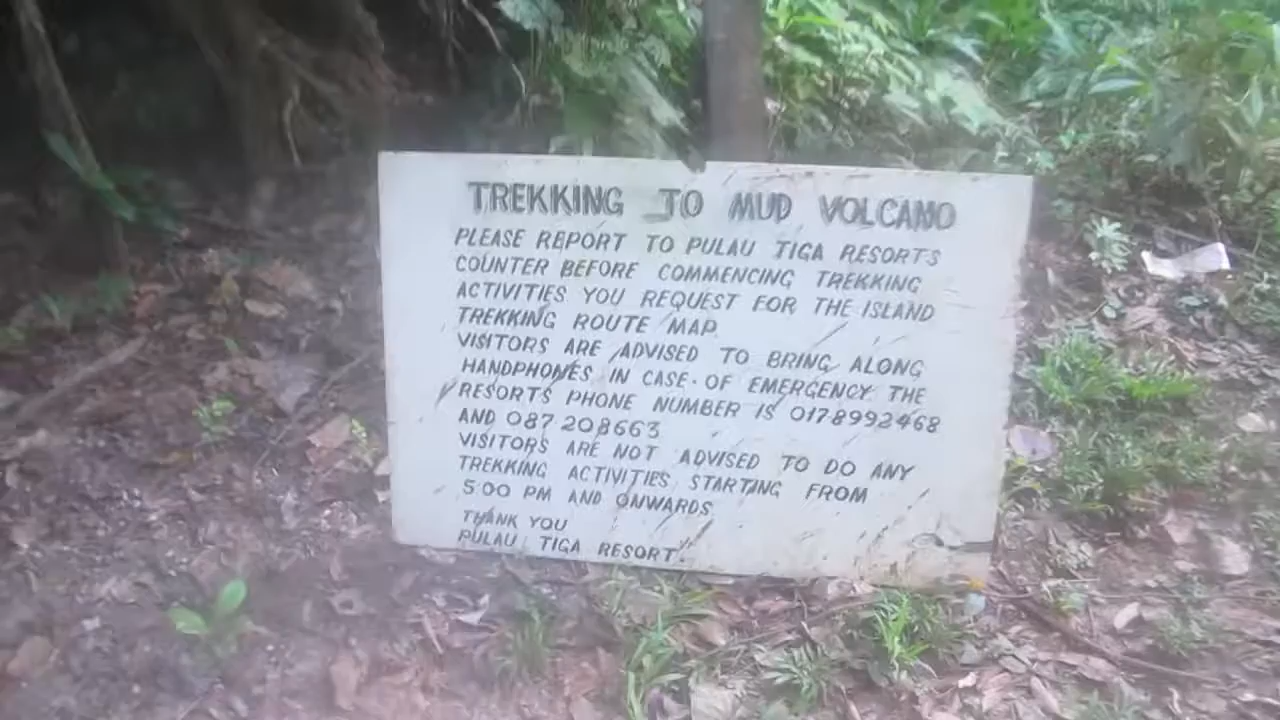 TREKKING TO MUD VOLCANO
PLEASE REPORT TO PULAU TIGA RESORTS
COUNTER BEFORE COMMENCING TREKKING
ACTIVITIES YOU REQUEST FOR THE ISLAND
TREKKING ROUTE MAP.
VISITORS ARE ADVISED TO BRING ALONG
HANDPHONES IN CASE OF EMERGENCY THE
RESORTS PHONE NUMBER IS 0178992468
AND 087 208663
VISITORS ARE NOT ADVISED TO DO ANY
TREKKING ACTIVITIES STARTING FROM
5:00 PM AND ONWARDS
THANK YOU
PULAU TIGA RESORT.